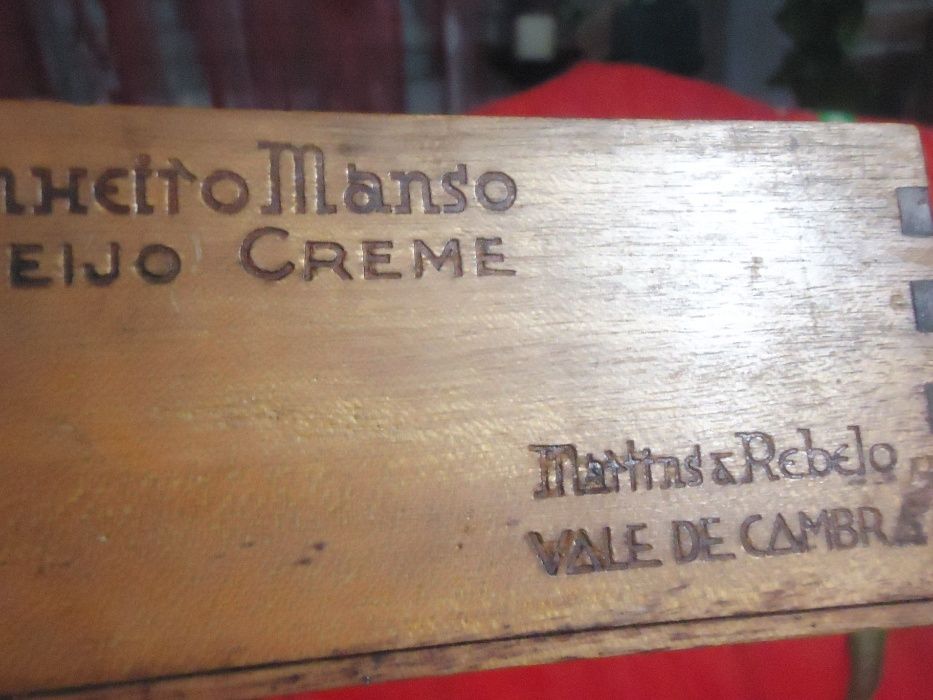 nheiro Manso
eijo Creme
Martins & Rebelo
VALE DE CAMBRA